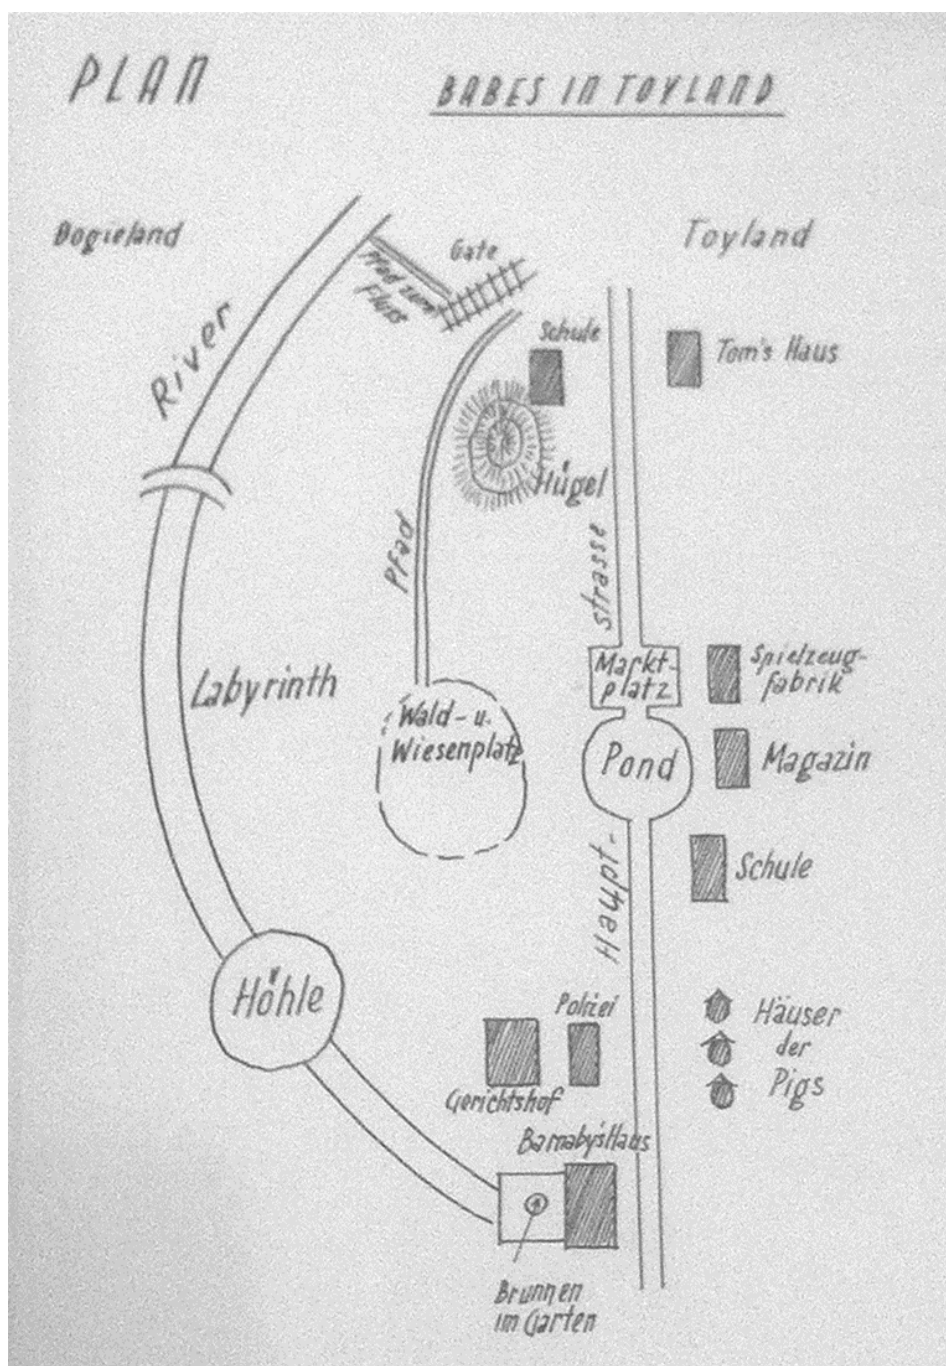 PLAN
BABES IN TOYLAND
Bogieland
Toyland
Gate
Pfad zum
Fluss
River
Schule
Tom's Haus
Hügel
Pfad
strasse
Labyrinth
Markt-
platz
Spielzeug-
fabrik
Wald- u.
Wiesenplatz
Pond
Magazin
Haupt-
Schule
Höhle
Polizei
Häuser
der
Pigs
Gerichtshof
Barnaby's Haus
Brunnen
im Garten